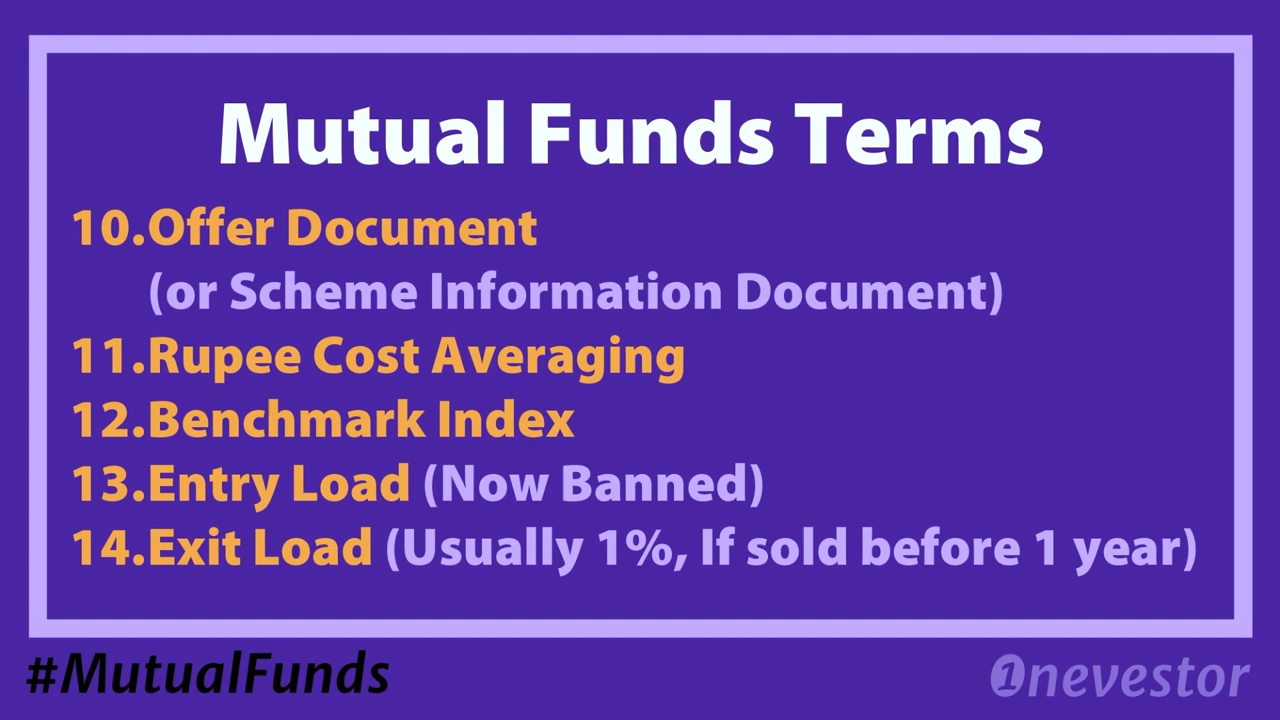 Mutual Funds Terms
10.Offer Document
(or Scheme Information Document)
11.Rupee Cost Averaging
12.Benchmark Index
13.Entry Load (Now Banned)
14.Exit Load (Usually 1%, If sold before 1 year)
#MutualFunds
1nevestor